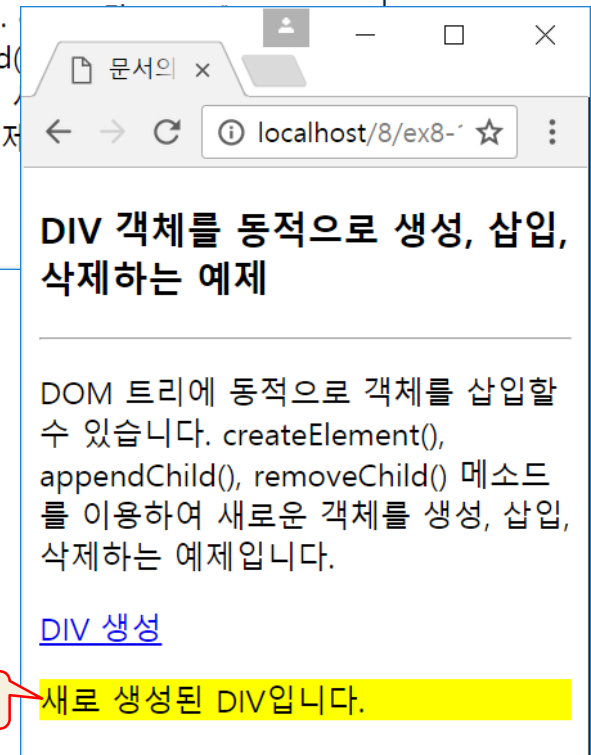 문서의
localhost/8/ex8-
DIV 객체를 동적으로 생성, 삽입,
삭제하는 예제
DOM 트리에 동적으로 객체를 삽입할
수 있습니다. createElement(),
appendChild(), removeChild() 메소드
를 이용하여 새로운 객체를 생성, 삽입,
삭제하는 예제입니다.
DIV 생성
새로 생성된 DIV입니다.